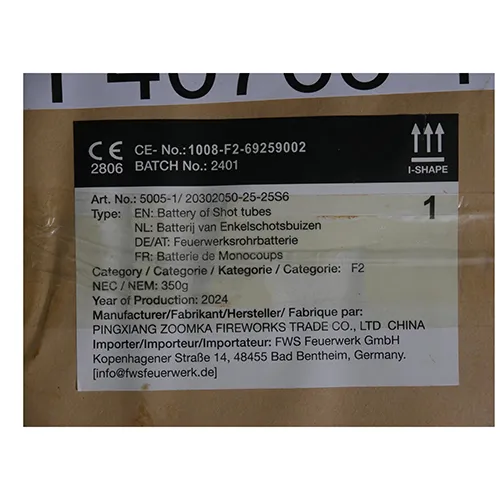 CE- No.:1008-F2-69259002
CE
2806
BATCH No.: 2401
I-SHAPE
Art. No.: 5005-1/ 20302050-25-25S6
1
Type: EN: Battery of Shot tubes
NL: Batterij van Enkelschotsbuizen
DE/AT: Feuerwerksrohrbatterie
FR: Batterie de Monocoups
Category / Categorie / Kategorie / Categorie: F2
NEC / NEM: 350g
Year of Production: 2024
Manufacturer/Fabrikant/Hersteller/ Fabrique par:
PINGXIANG ZOOMKA FIREWORKS TRADE CO., LTD CHINA
Importer/Importeur/Importateur: FWS Feuerwerk GmbH
Kopenhagener Straße 14, 48455 Bad Bentheim, Germany.
[info@fwsfeuerwerk.de]